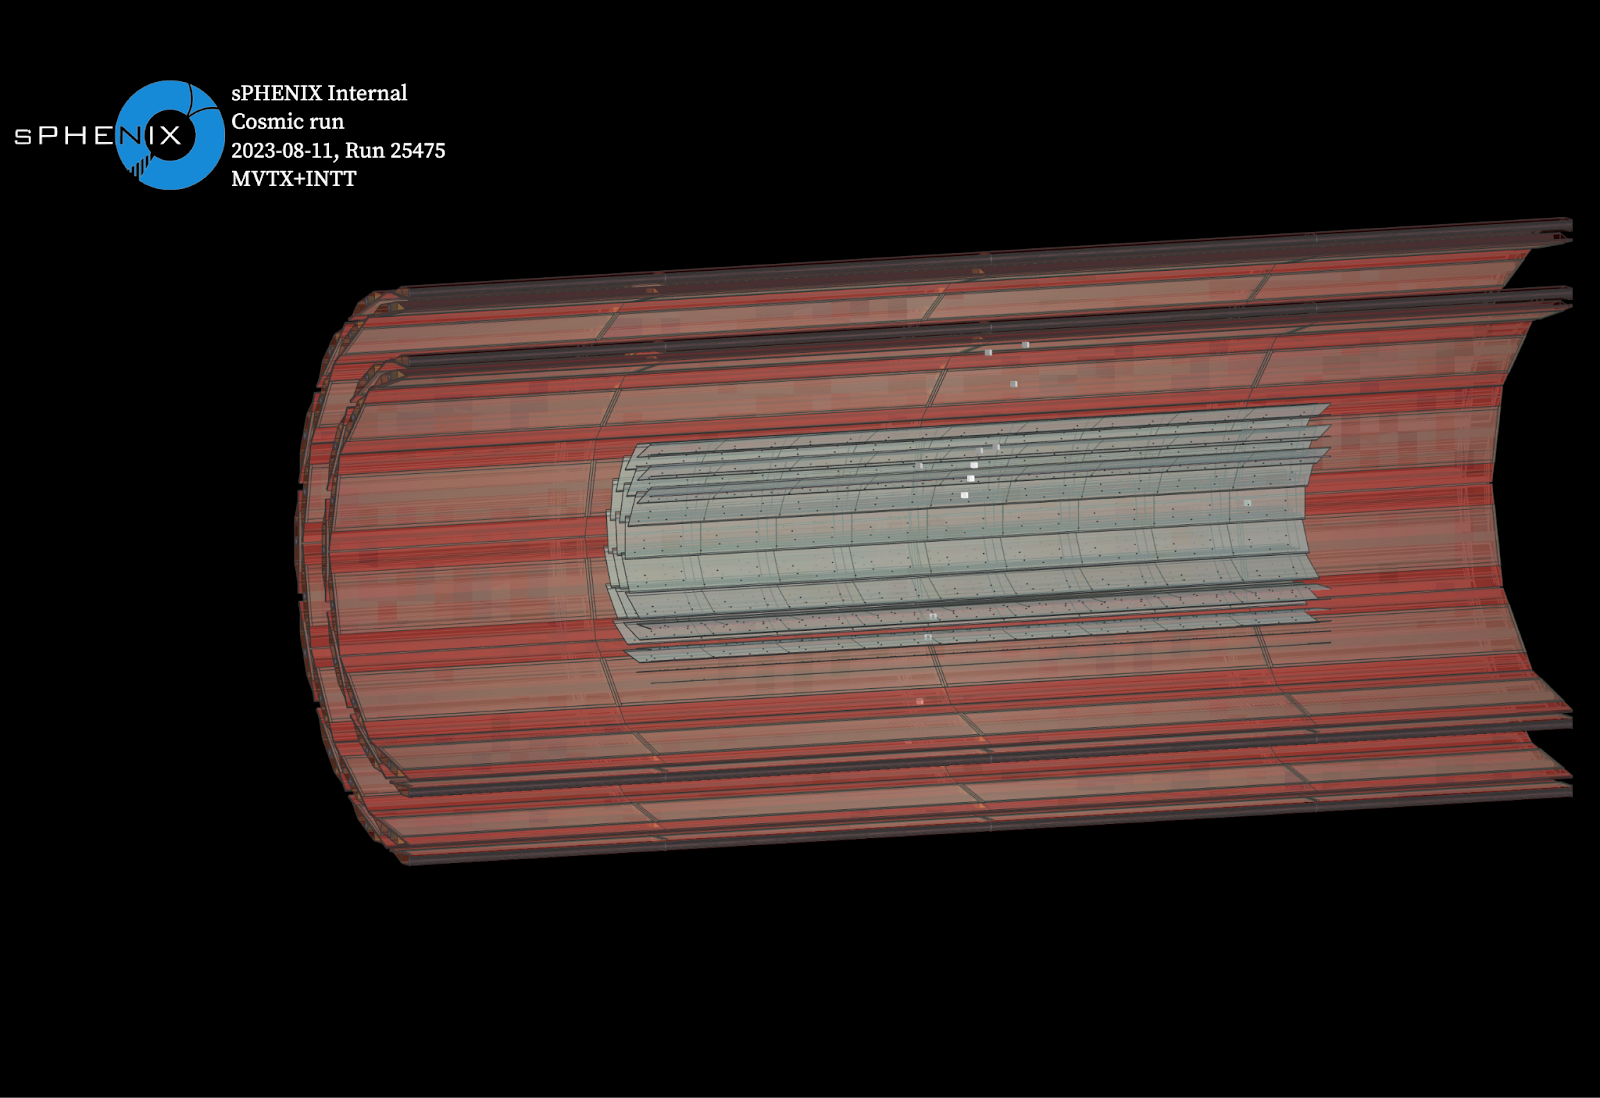 sPHENIX
sPHENIX Internal
Cosmic run
2023-08-11, Run 25475
MVTX+INTT